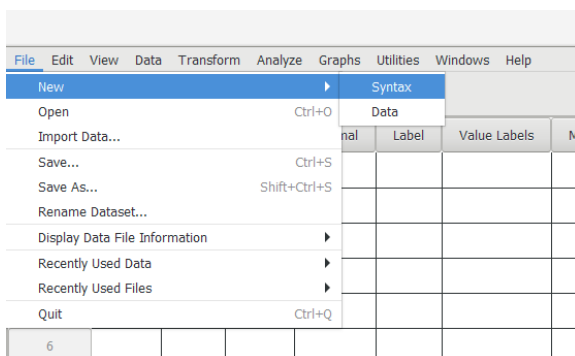 File Edit View Data Transform Analyze Graphs Utilities Windows Help
New Syntax
Open Ctrl+O Data
Import Data... Label Value Labels
Save... Ctrl+S
Save As... Shift+Ctrl+S
Rename Dataset...
Display Data File Information
Recently Used Data
Recently Used Files
Quit Ctrl+Q
6